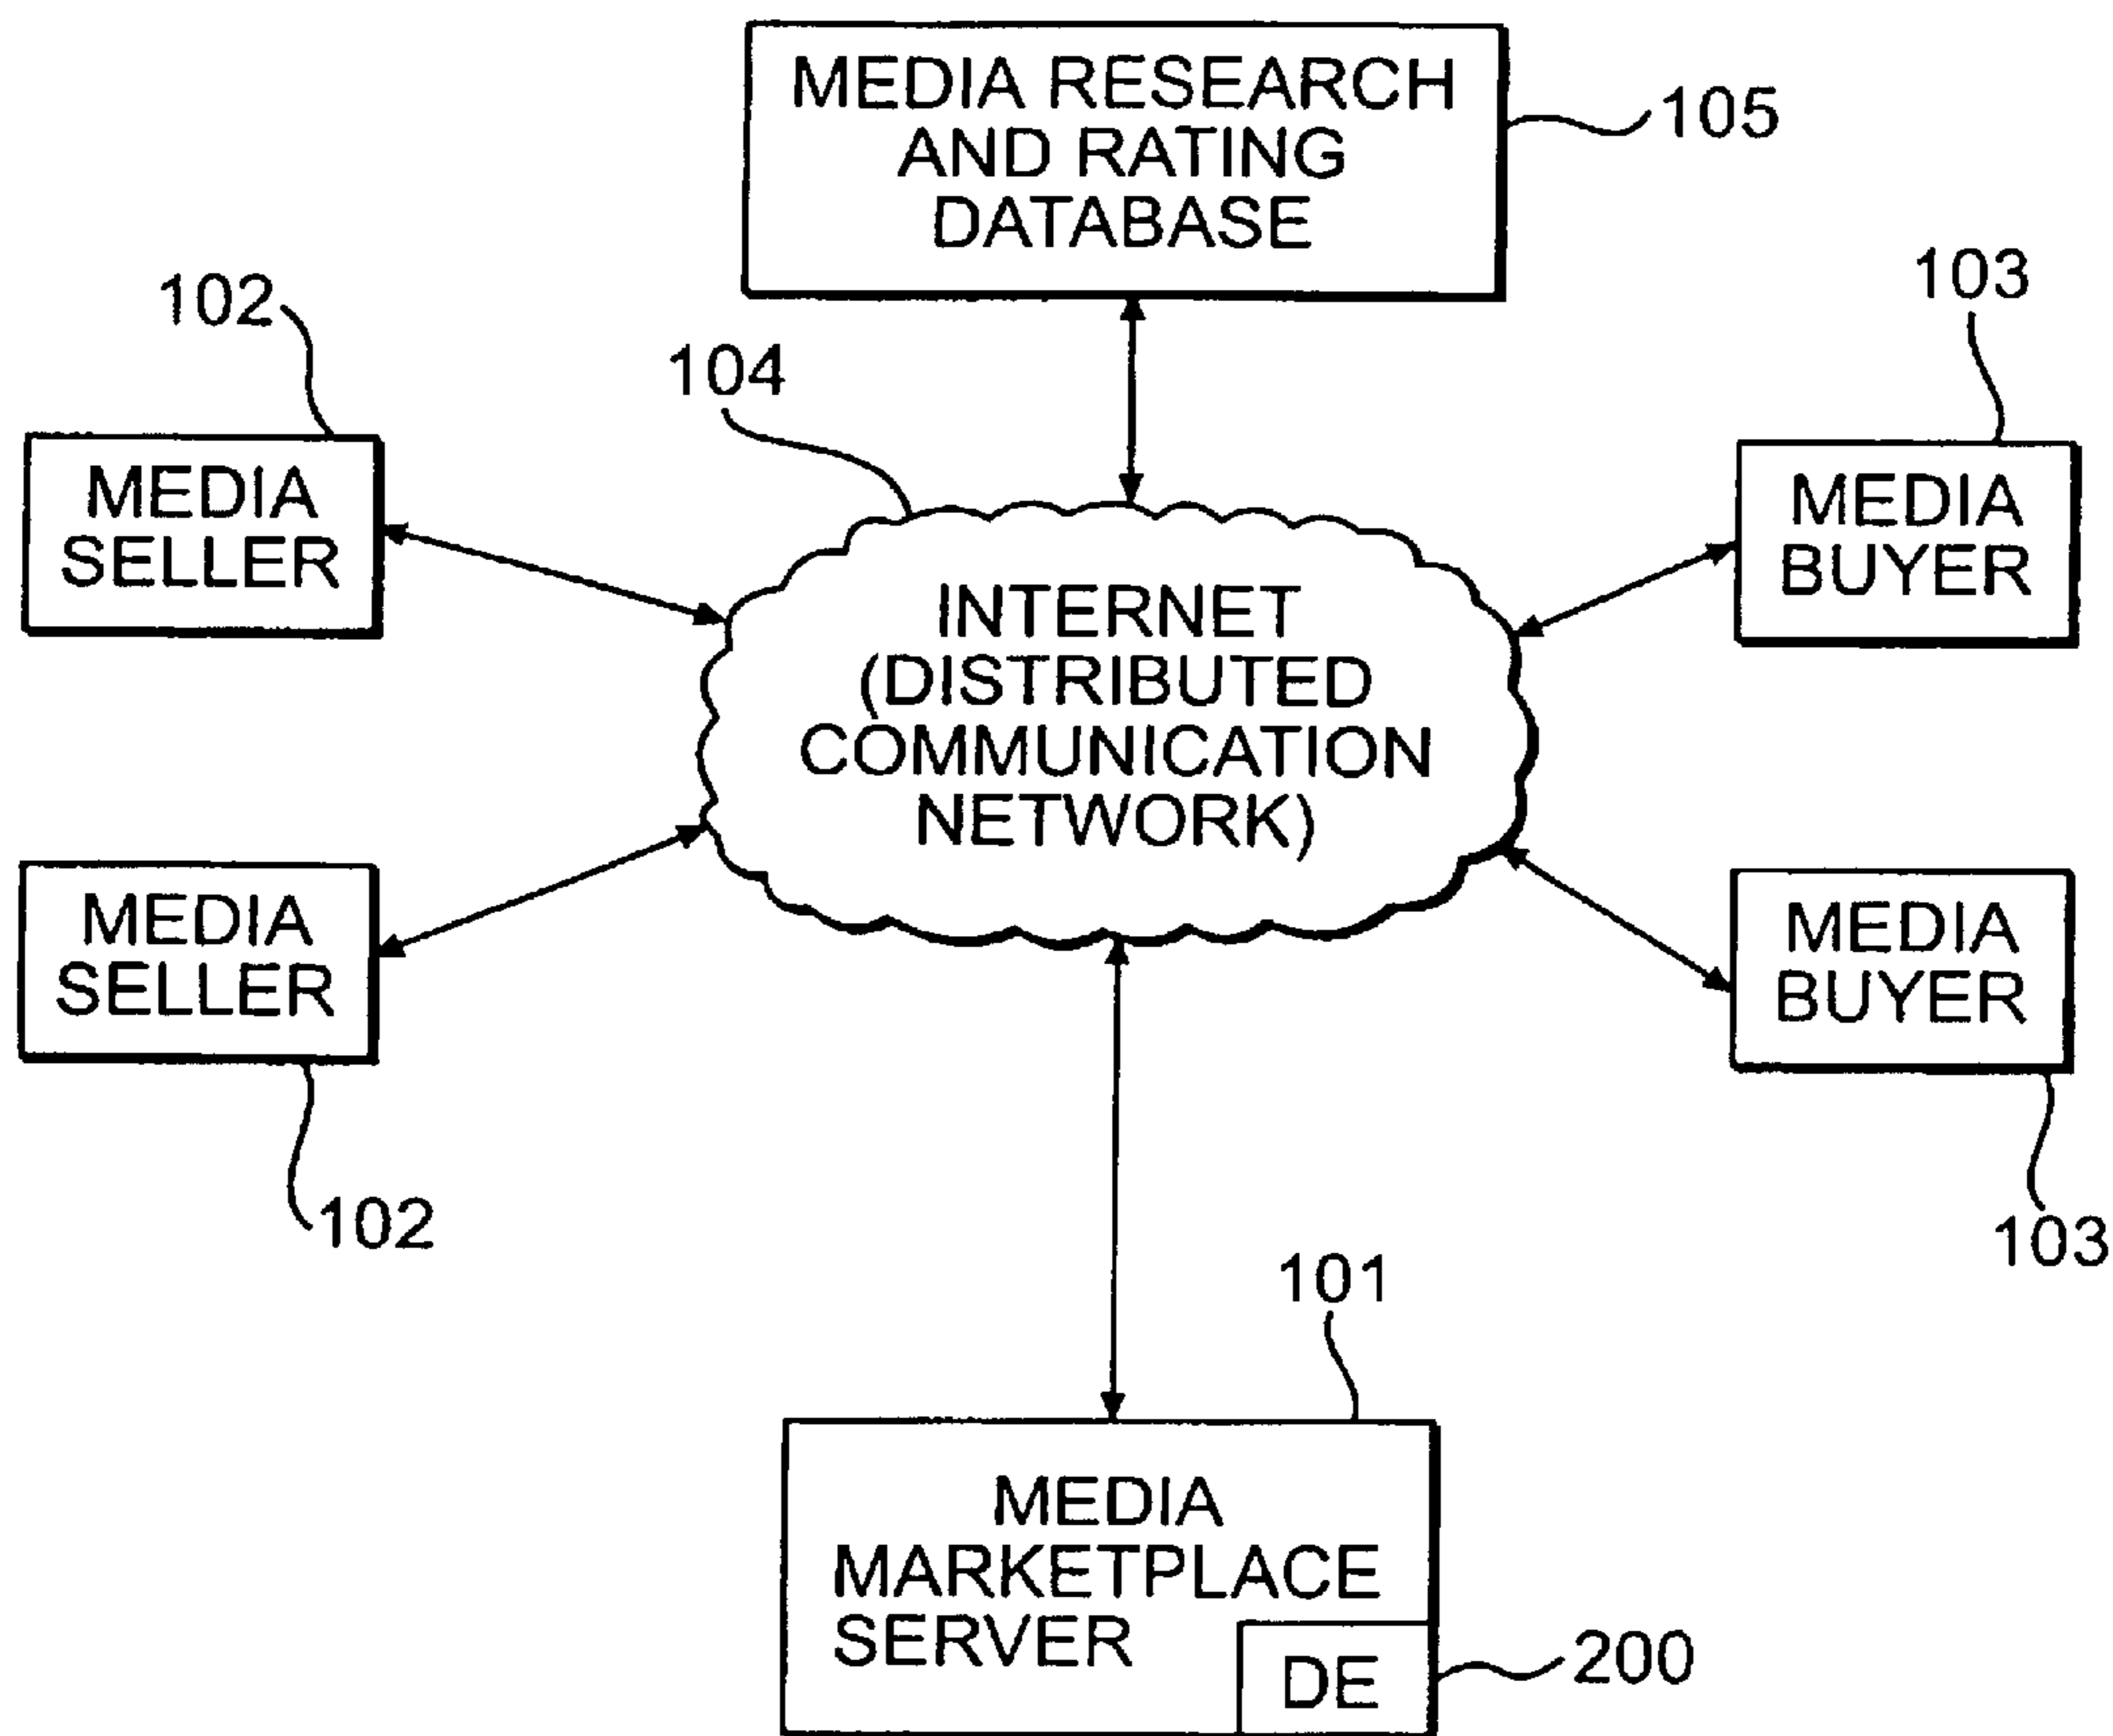 MEDIA RESEARCH
AND RATING
DATABASE
105
102
103
104
MEDIA
SELLER
MEDIA
BUYER
INTERNET
(DISTRIBUTED
COMMUNICATION
NETWORK)
MEDIA
SELLER
MEDIA
BUYER
102
103
101
MEDIA
MARKETPLACE
SERVER
DE
200